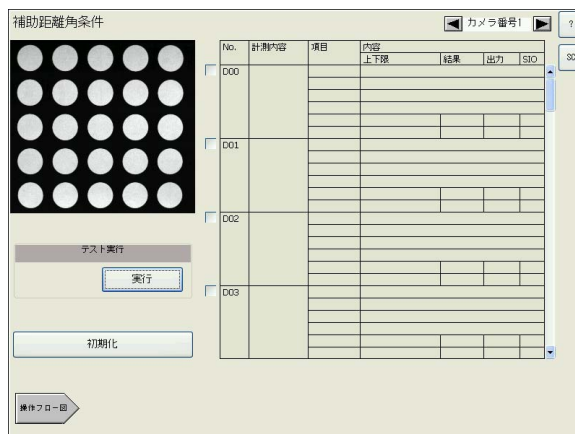 補助距離角条件
カメラ番号1
?
No. 計測内容 項目 内容
上下限 結果 出力 SIO
D00
D01
D02
D03
テスト実行
実行
初期化
操作フロー図